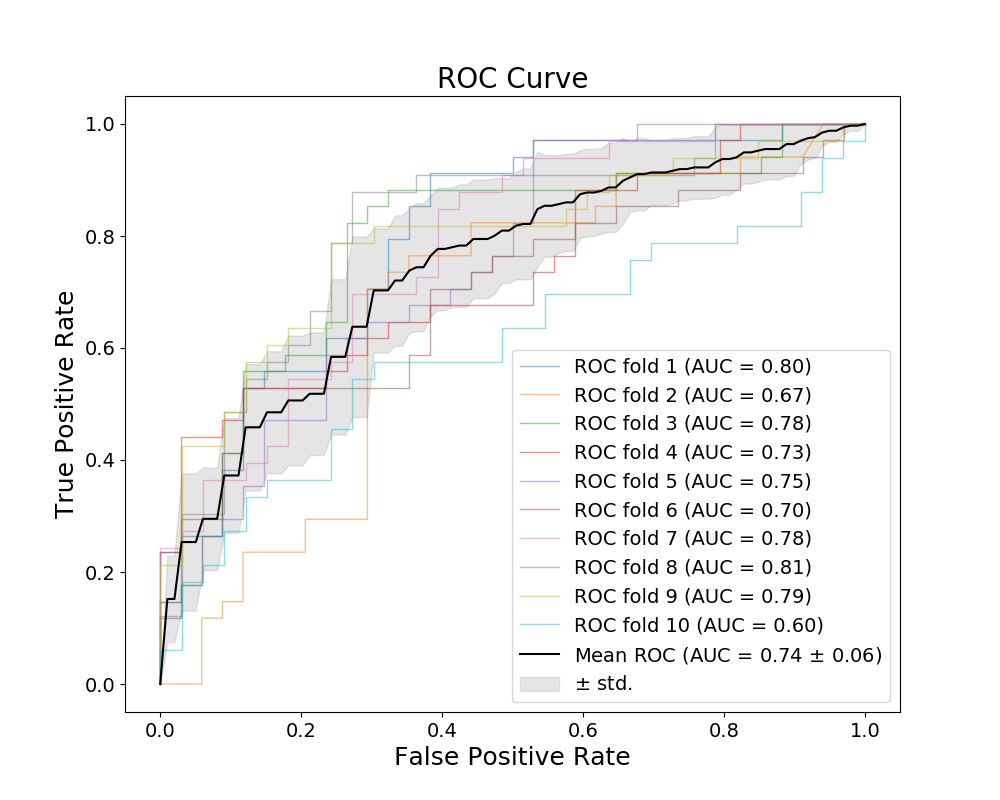 ROC Curve
1.0
0.8
0.6
0.4
0.2
0.0
True Positive Rate
0.0 0.2 0.4 0.6 0.8 1.0
False Positive Rate
ROC fold 1 (AUC = 0.80)
ROC fold 2 (AUC = 0.67)
ROC fold 3 (AUC = 0.78)
ROC fold 4 (AUC = 0.73)
ROC fold 5 (AUC = 0.75)
ROC fold 6 (AUC = 0.70)
ROC fold 7 (AUC = 0.78)
ROC fold 8 (AUC = 0.81)
ROC fold 9 (AUC = 0.79)
ROC fold 10 (AUC = 0.60)
Mean ROC (AUC = 0.74 ± 0.06)
± std.